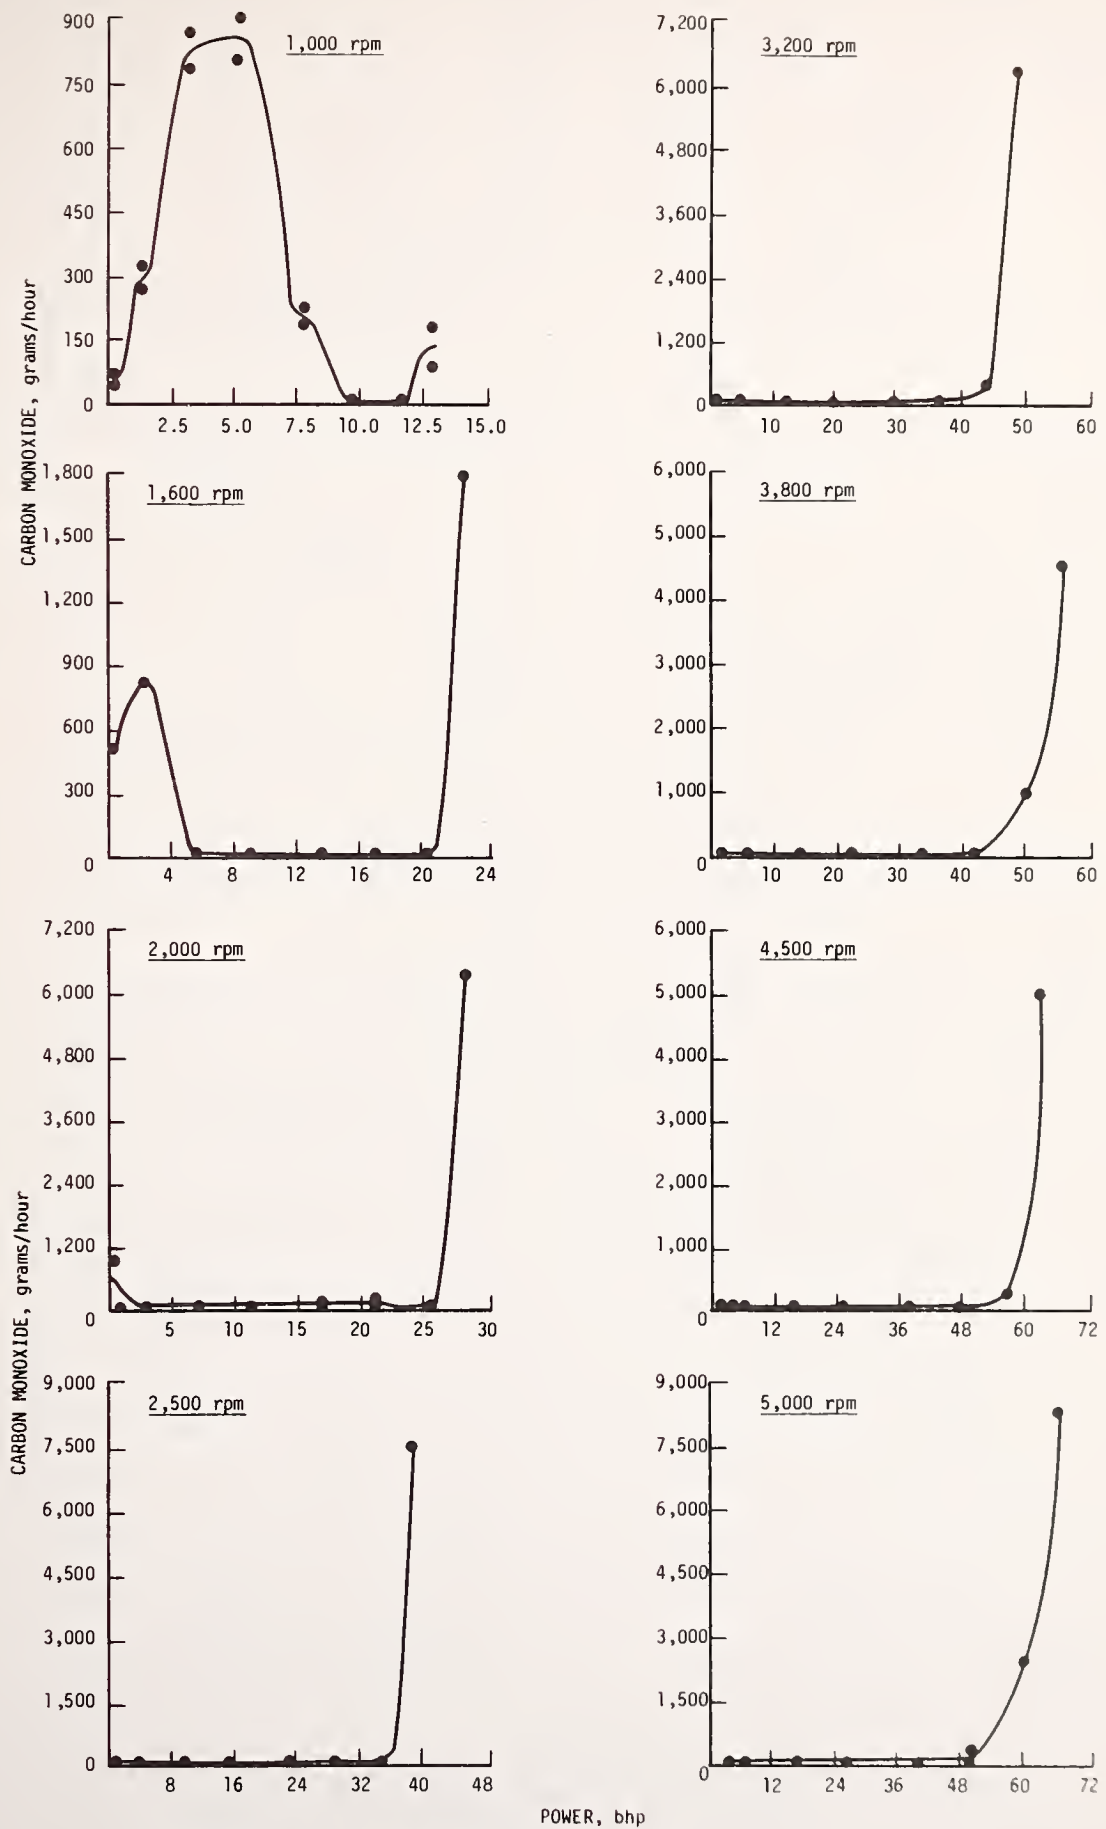 CARBON MONOXIDE, grams/hour
1,000 rpm
900
750
600
450
300
150
0
2.5 5.0 7.5 10.0 12.5 15.0
3,200 rpm
7,200
6,000
4,800
3,600
2,400
1,200
0
10 20 30 40 50 60
1,600 rpm
1,800
1,500
1,200
900
600
300
0
4 8 12 16 20 24
3,800 rpm
6,000
5,000
4,000
3,000
2,000
1,000
0
10 20 30 40 50 60
CARBON MONOXIDE, grams/hour
2,000 rpm
7,200
6,000
4,800
3,600
2,400
1,200
0
5 10 15 20 25 30
4,500 rpm
6,000
5,000
4,000
3,000
2,000
1,000
0
12 24 36 48 60 72
2,500 rpm
9,000
7,500
6,000
4,500
3,000
1,500
0
8 16 24 32 40 48
5,000 rpm
9,000
7,500
6,000
4,500
3,000
1,500
0
12 24 36 48 60 72
POWER, bhp